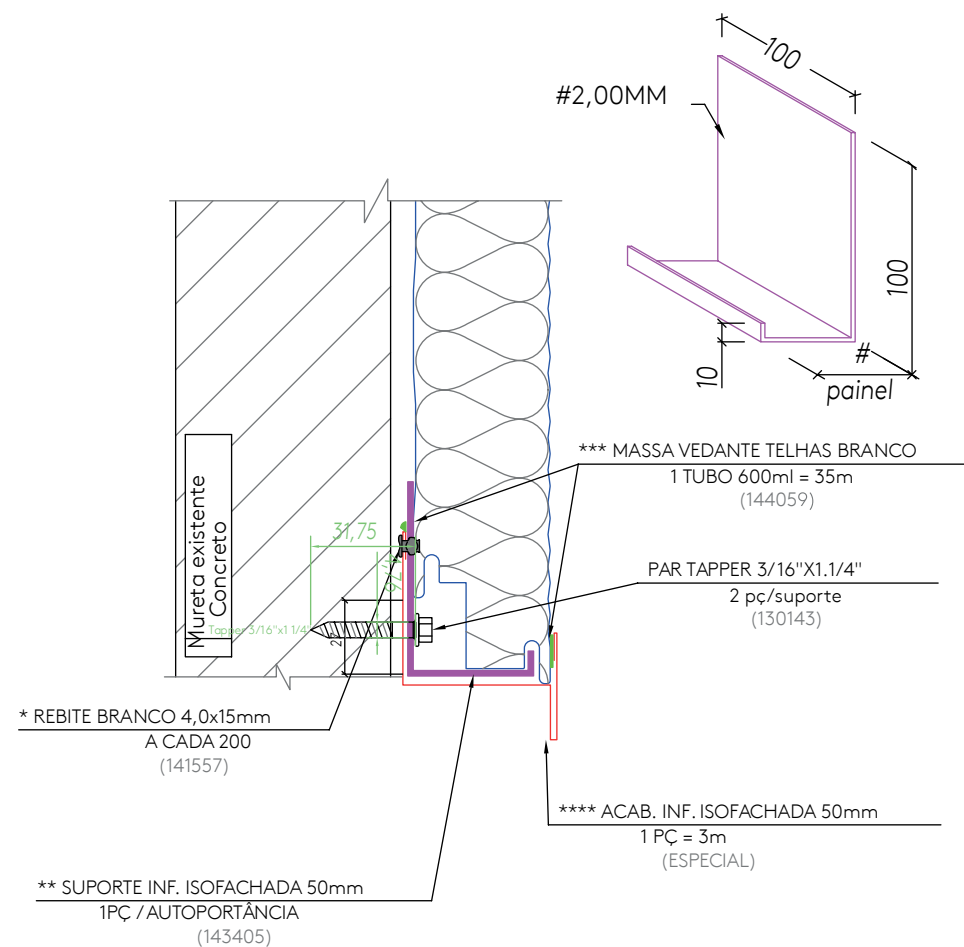 100
#2,00MM
100
10
#
painel
*** MASSA VEDANTE TELHAS BRANCO
1 TUBO 600ml = 35m
(144059)
Mureta existente
Concreto
31,75
4,76
PAR TAPPER 3/16"X1.1/4"
2 pç/suporte
(130143)
Tapper 3/16"x1 1/4"
* REBITE BRANCO 4,0x15mm
A CADA 200
(141557)
**** ACAB. INF. ISOFACHADA 50mm
1 PÇ = 3m
(ESPECIAL)
** SUPORTE INF. ISOFACHADA 50mm
1PÇ / AUTOPORTÂNCIA
(143405)